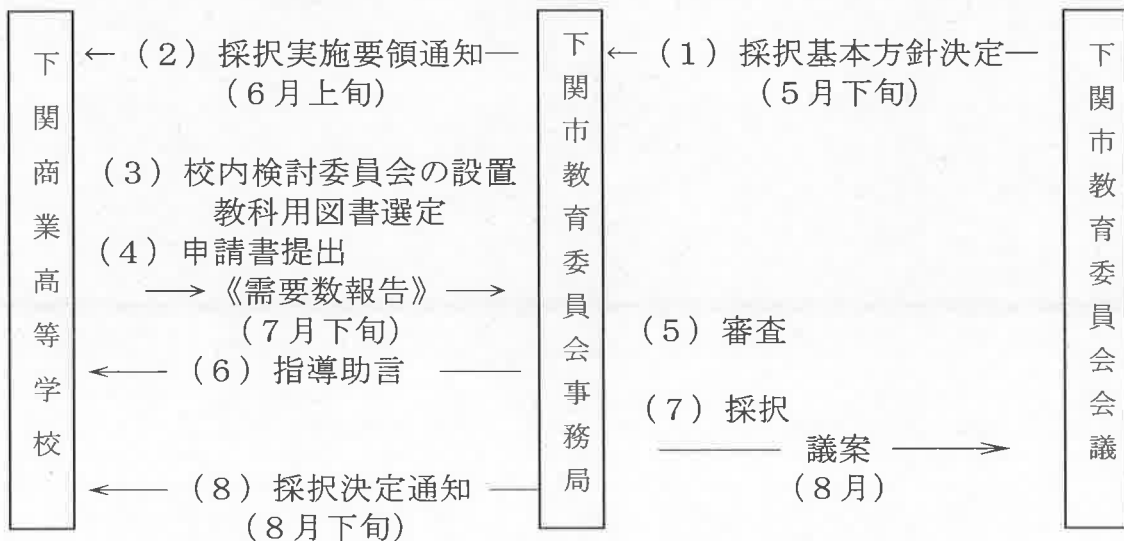 下関商業高等学校
←（2）採択実施要領通知―
（6月上旬）
（3）校内検討委員会の設置
教科用図書選定
（4）申請書提出
→《需要数報告》→
（7月下旬）
←（6）指導助言
←（8）採択決定通知
（8月下旬）
下関市教育委員会事務局
←（1）採択基本方針決定―
（5月下旬）
（5）審査
（7）採択
議案→
（8月）
下関市教育委員会会議